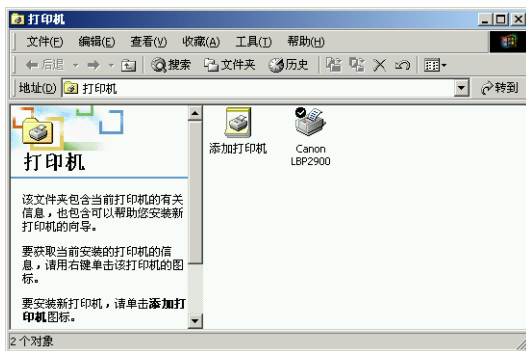 打印机
文件(F) 编辑(E) 查看(V) 收藏(A) 工具(T) 帮助(H)
后退 搜索 文件夹 历史
地址(D) 打印机 转到
打印机
该文件夹包含当前打印机的有关
信息，也包含可以帮助您安装新
打印机的向导。
要获取当前安装的打印机的信
息，请用右键单击该打印机的图
标。
要安装新打印机，请单击添加打
印机图标。
添加打印机
Canon
LBP2900
2 个对象